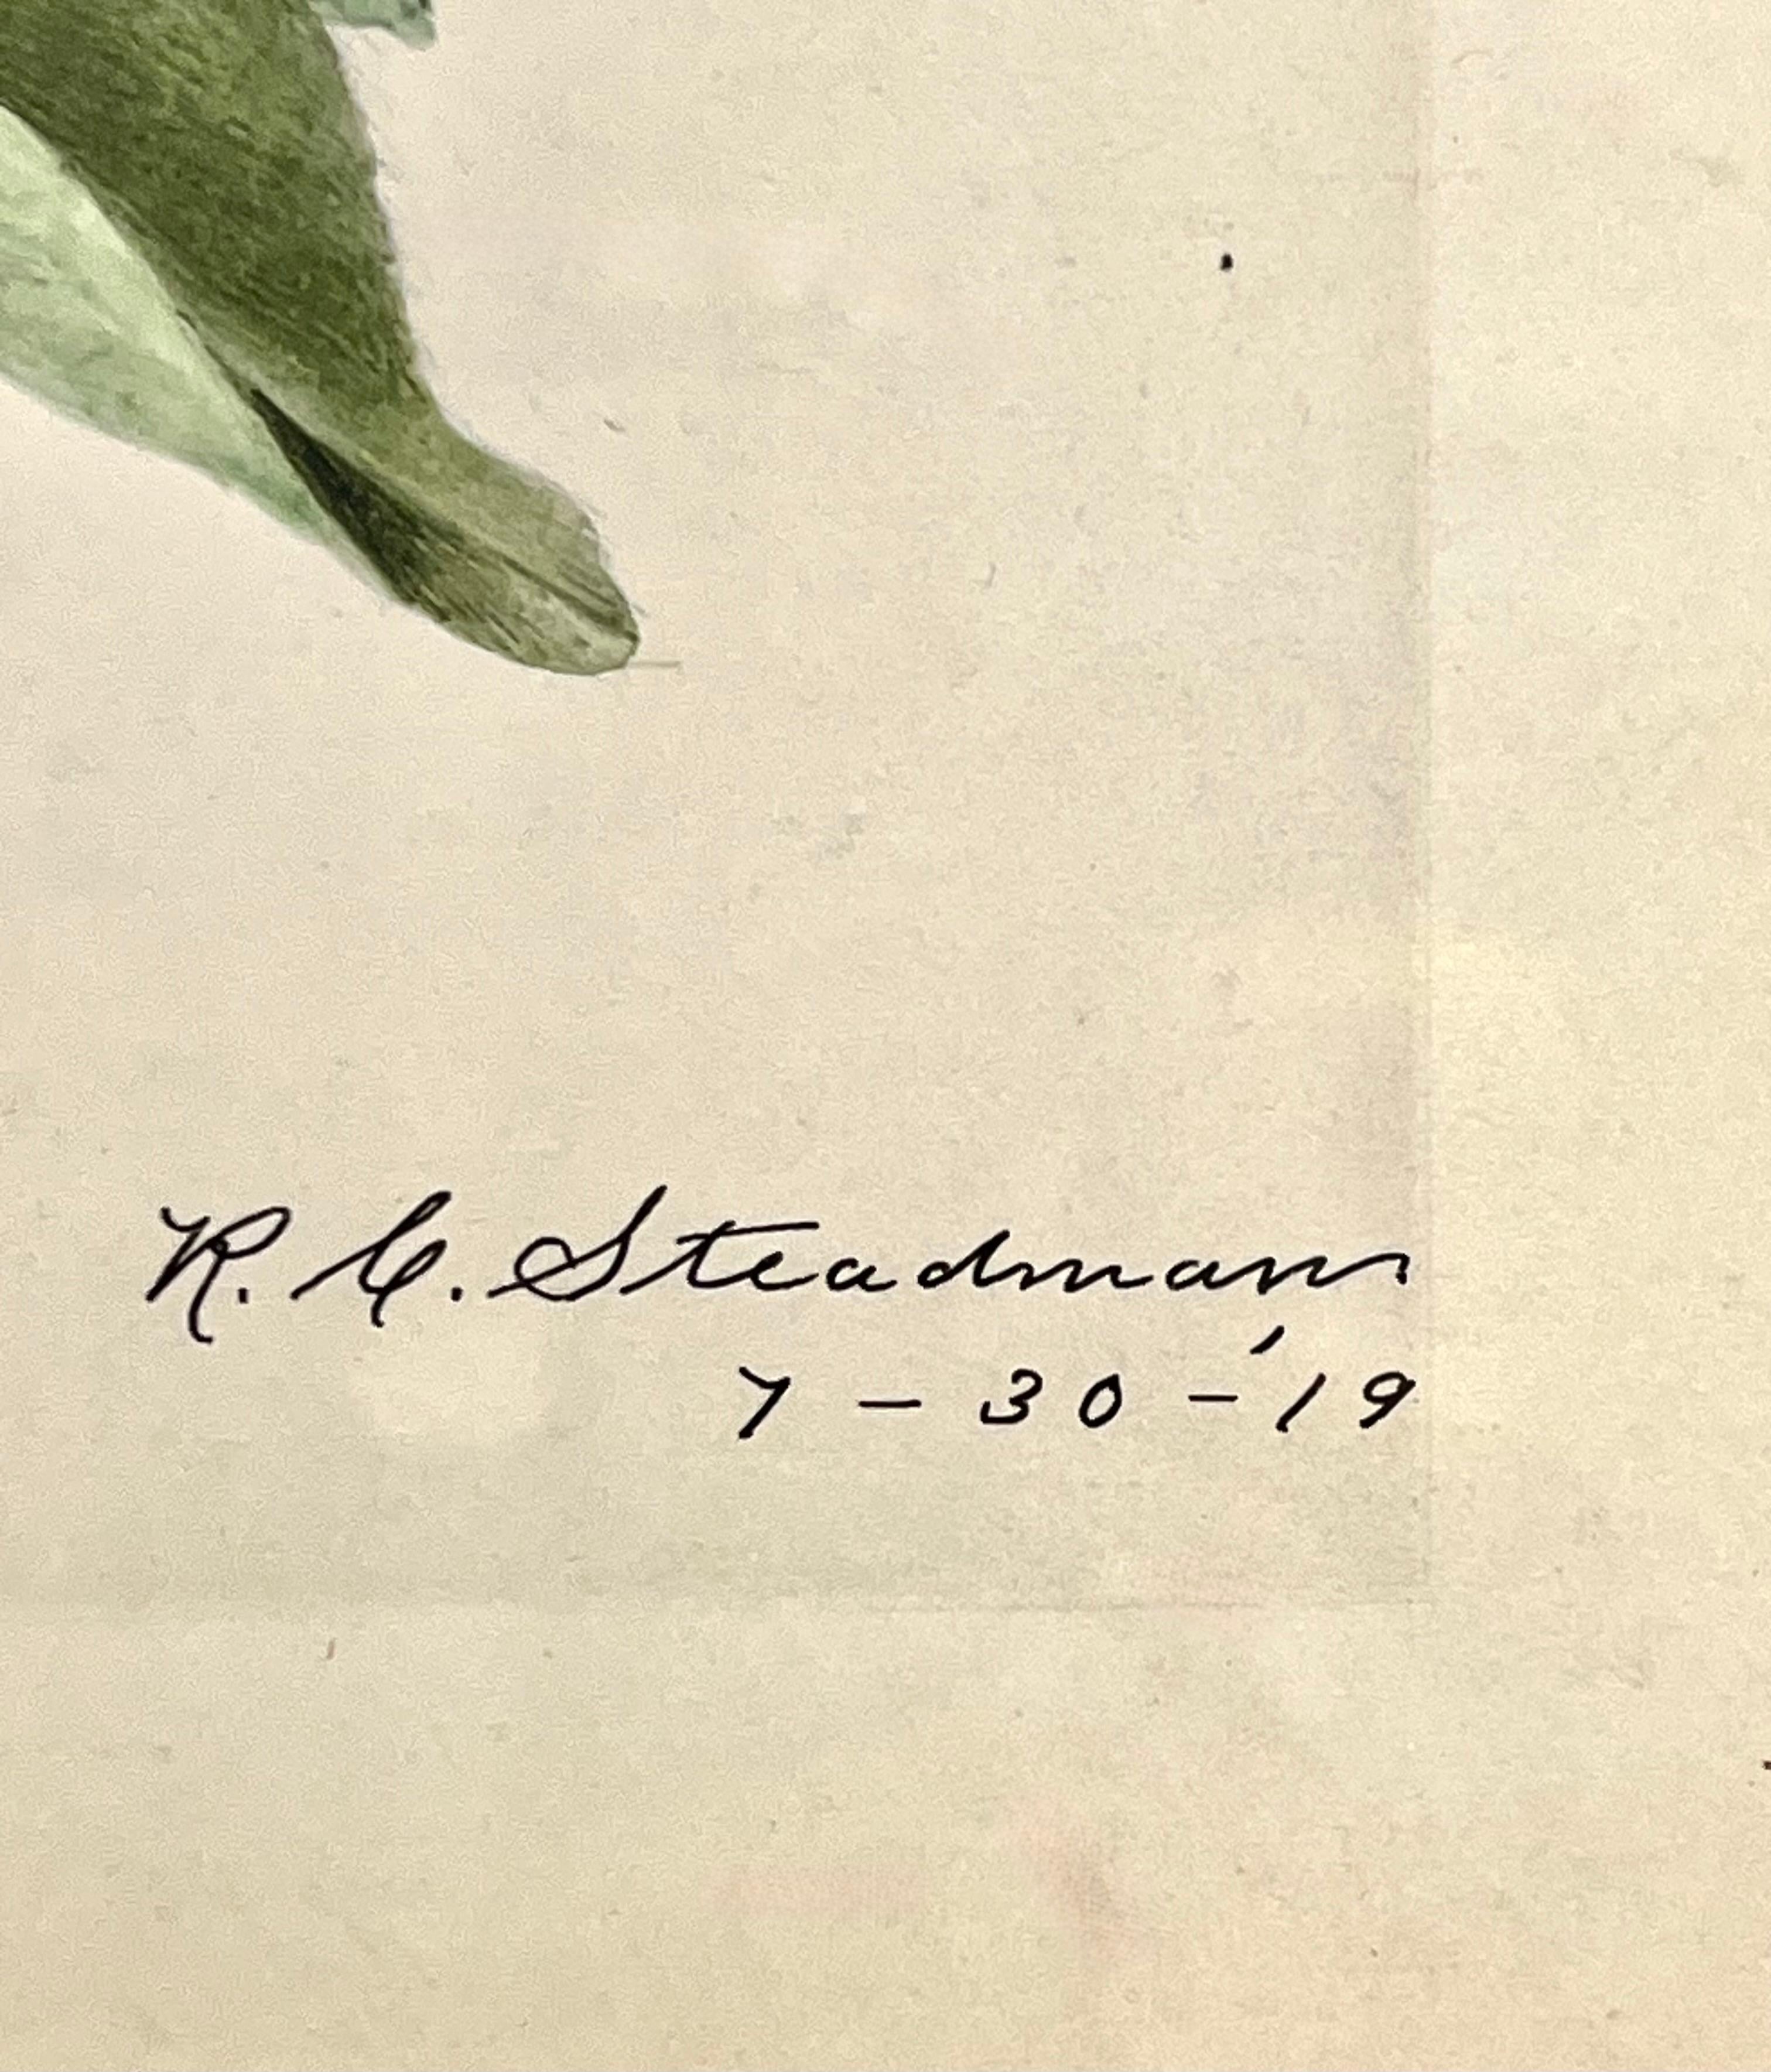 R. C. Steadman
7 - 30 - '19